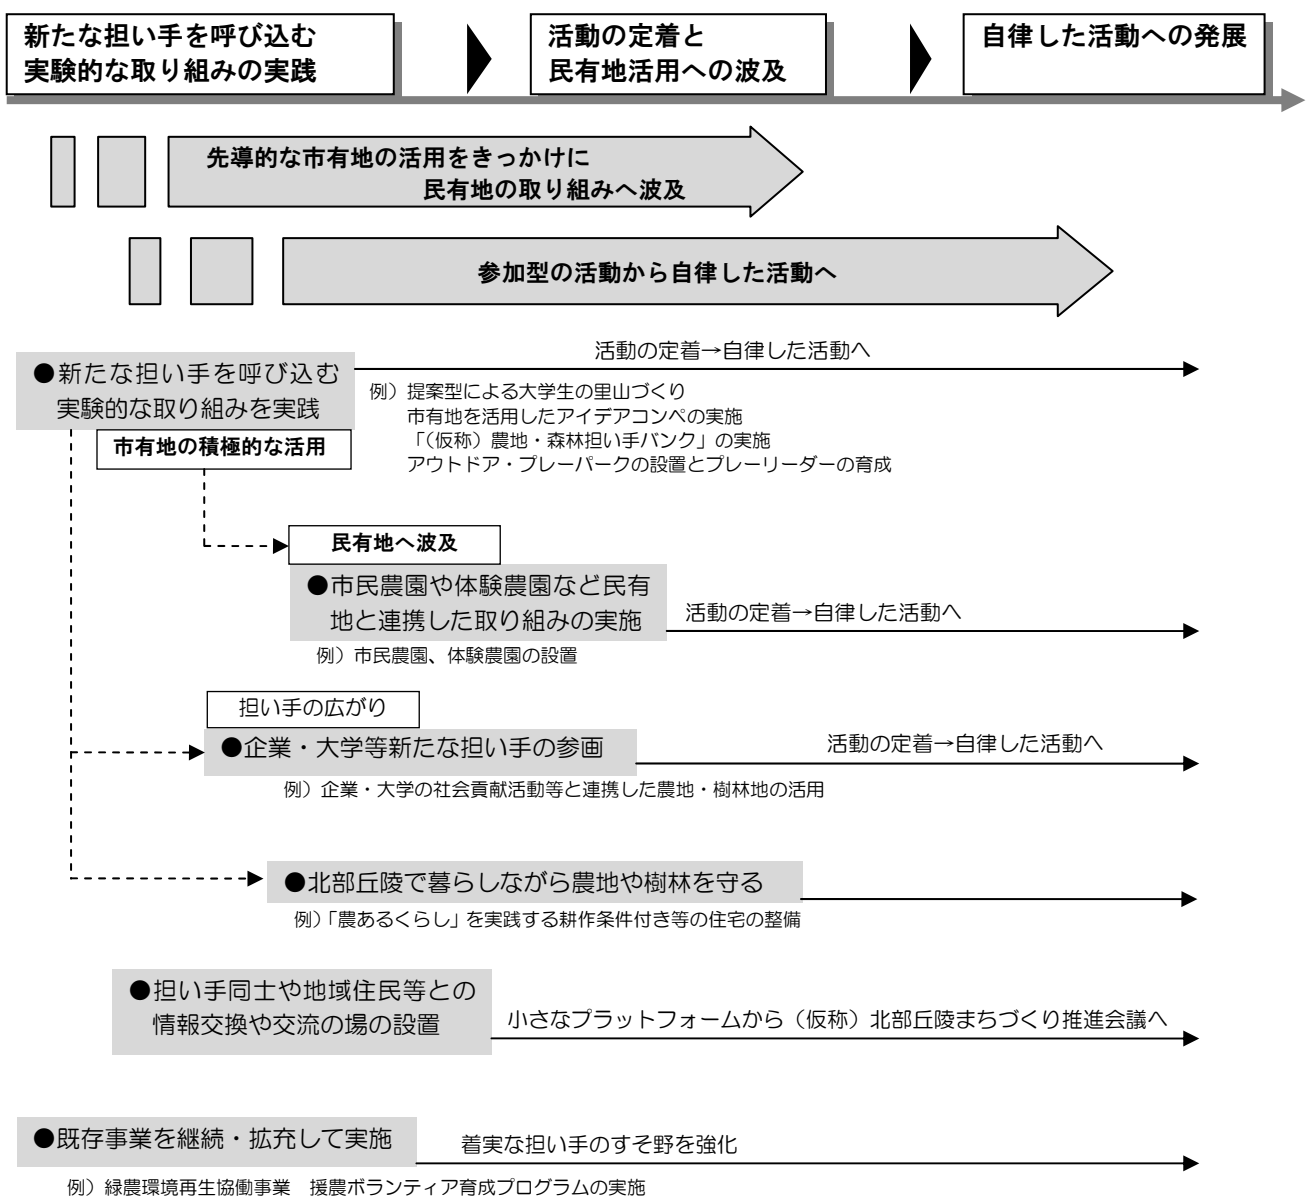 新たな担い手を呼び込む
実験的な取り組みの実践
活動の定着と
民有地活用への波及
自律した活動への発展
先導的な市有地の活用をきっかけに
民有地の取り組みへ波及
参加型の活動から自律した活動へ
●新たな担い手を呼び込む
実験的な取り組みを実践
活動の定着→自律した活動へ
例）提案型による大学生の里山づくり
市有地を活用したアイデアコンペの実施
「（仮称）農地・森林担い手バンク」の実施
アウトドア・プレーパークの設置とプレーリーダーの育成
市有地の積極的な活用
民有地へ波及
●市民農園や体験農園など民有
地と連携した取り組みの実施
活動の定着→自律した活動へ
例）市民農園、体験農園の設置
担い手の広がり
●企業・大学等新たな担い手の参画
活動の定着→自律した活動へ
例）企業・大学の社会貢献活動等と連携した農地・樹林地の活用
●北部丘陵で暮らしながら農地や樹林を守る
例）「農あるくらし」を実践する耕作条件付き等の住宅の整備
●担い手同士や地域住民等との
情報交換や交流の場の設置
小さなプラットフォームから（仮称）北部丘陵まちづくり推進会議へ
●既存事業を継続・拡充して実施
着実な担い手のすそ野を強化
例）緑農環境再生協働事業　援農ボランティア育成プログラムの実施